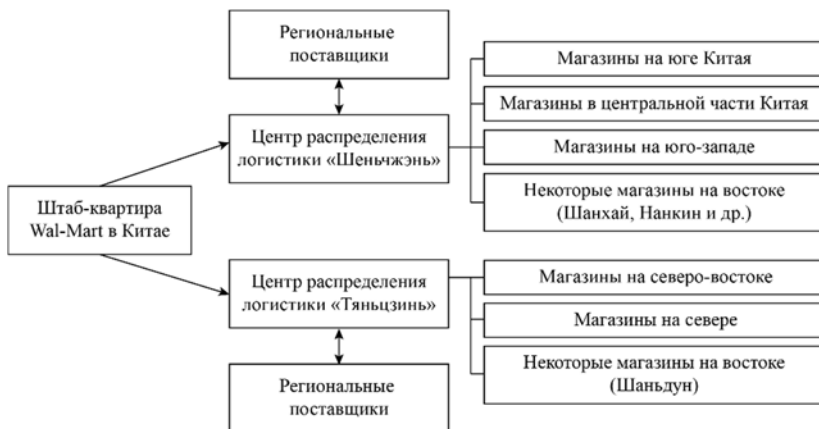 Региональные
поставщики
Магазины на юге Китая
Магазины в центральной части Китая
Центр распределения
логистики «Шеньчжэнь»
Магазины на юго-западе
Некоторые магазины на востоке
(Шанхай, Нанкин и др.)
Штаб-квартира
Wal-Mart в Китае
Центр распределения
логистики «Тяньцзинь»
Магазины на северо-востоке
Магазины на севере
Некоторые магазины на востоке
(Шаньдун)
Региональные
поставщики